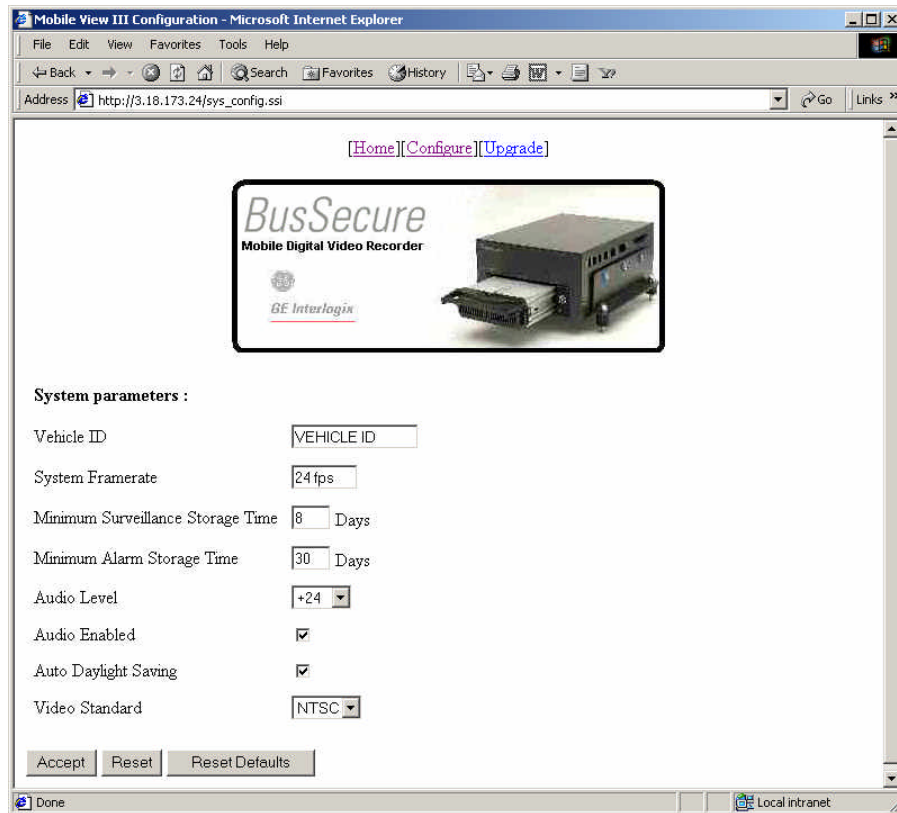 Mobile View III Configuration - Microsoft Internet Explorer
File Edit View Favorites Tools Help
Back Search Favorites History
Address http://3.18.173.24/sys_config.ssi Go Links »
[Home][Configure][Upgrade]
BusSecure
Mobile Digital Video Recorder
GE Interlogix
System parameters :
Vehicle ID VEHICLE ID
System Framerate 24 fps
Minimum Surveillance Storage Time 8 Days
Minimum Alarm Storage Time 30 Days
Audio Level +24
Audio Enabled
Auto Daylight Saving
Video Standard NTSC
Accept Reset Reset Defaults
Done Local intranet